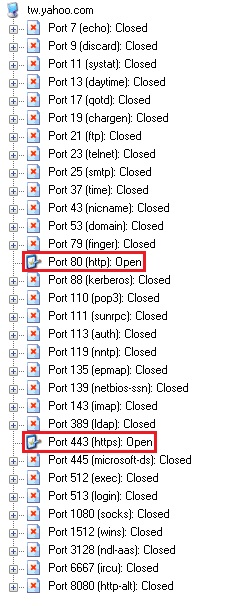 tw.yahoo.com
Port 7 (echo): Closed
Port 9 (discard): Closed
Port 11 (systat): Closed
Port 13 (daytime): Closed
Port 17 (qotd): Closed
Port 19 (chargen): Closed
Port 21 (ftp): Closed
Port 23 (telnet): Closed
Port 25 (smtp): Closed
Port 37 (time): Closed
Port 43 (nicname): Closed
Port 53 (domain): Closed
Port 79 (finger): Closed
Port 80 (http): Open
Port 88 (kerberos): Closed
Port 110 (pop3): Closed
Port 111 (sunrpc): Closed
Port 113 (auth): Closed
Port 119 (nntp): Closed
Port 135 (epmap): Closed
Port 139 (netbios-ssn): Closed
Port 143 (imap): Closed
Port 389 (ldap): Closed
Port 443 (https): Open
Port 445 (microsoft-ds): Closed
Port 512 (exec): Closed
Port 513 (login): Closed
Port 1080 (socks): Closed
Port 1512 (wins): Closed
Port 3128 (ndl-aas): Closed
Port 6667 (ircu): Closed
Port 8080 (http-alt): Closed